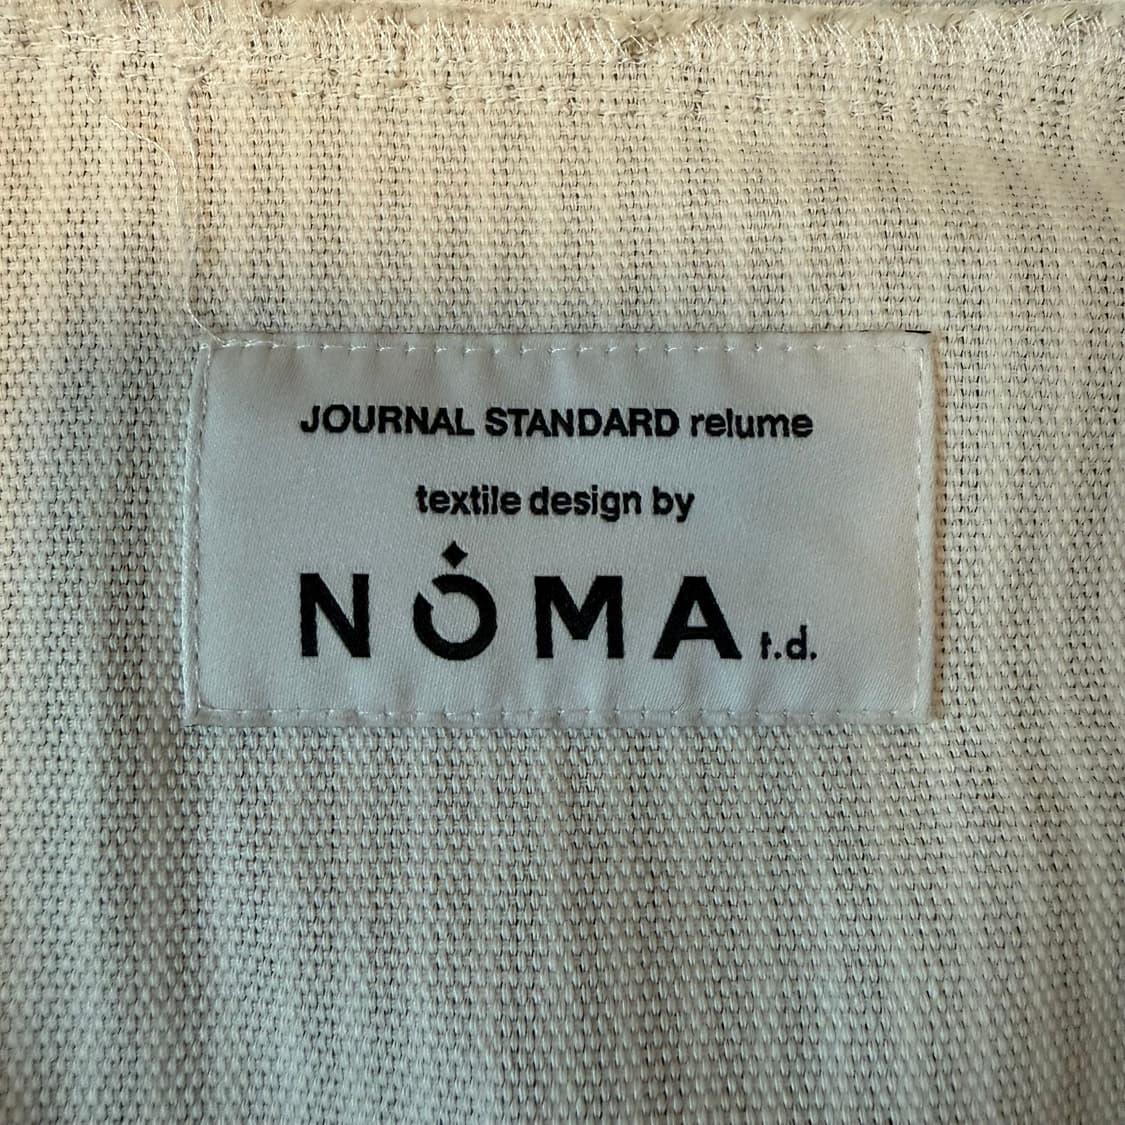 JOURNAL STANDARD relume
textile design by
NOMA t.d.